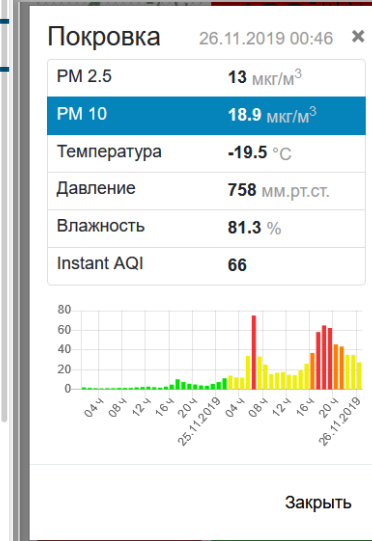 Покровка 26.11.2019 00:46 ×
PM 2.5 13 мкг/м³
PM 10 18.9 мкг/м³
Температура -19.5 °C
Давление 758 мм.рт.ст.
Влажность 81.3 %
Instant AQI 66
80
60
40
20
0
04 ч 08 ч 12 ч 16 ч 20 ч 25.11.2019 04 ч 08 ч 12 ч 16 ч 20 ч 26.11.2019
Закрыть